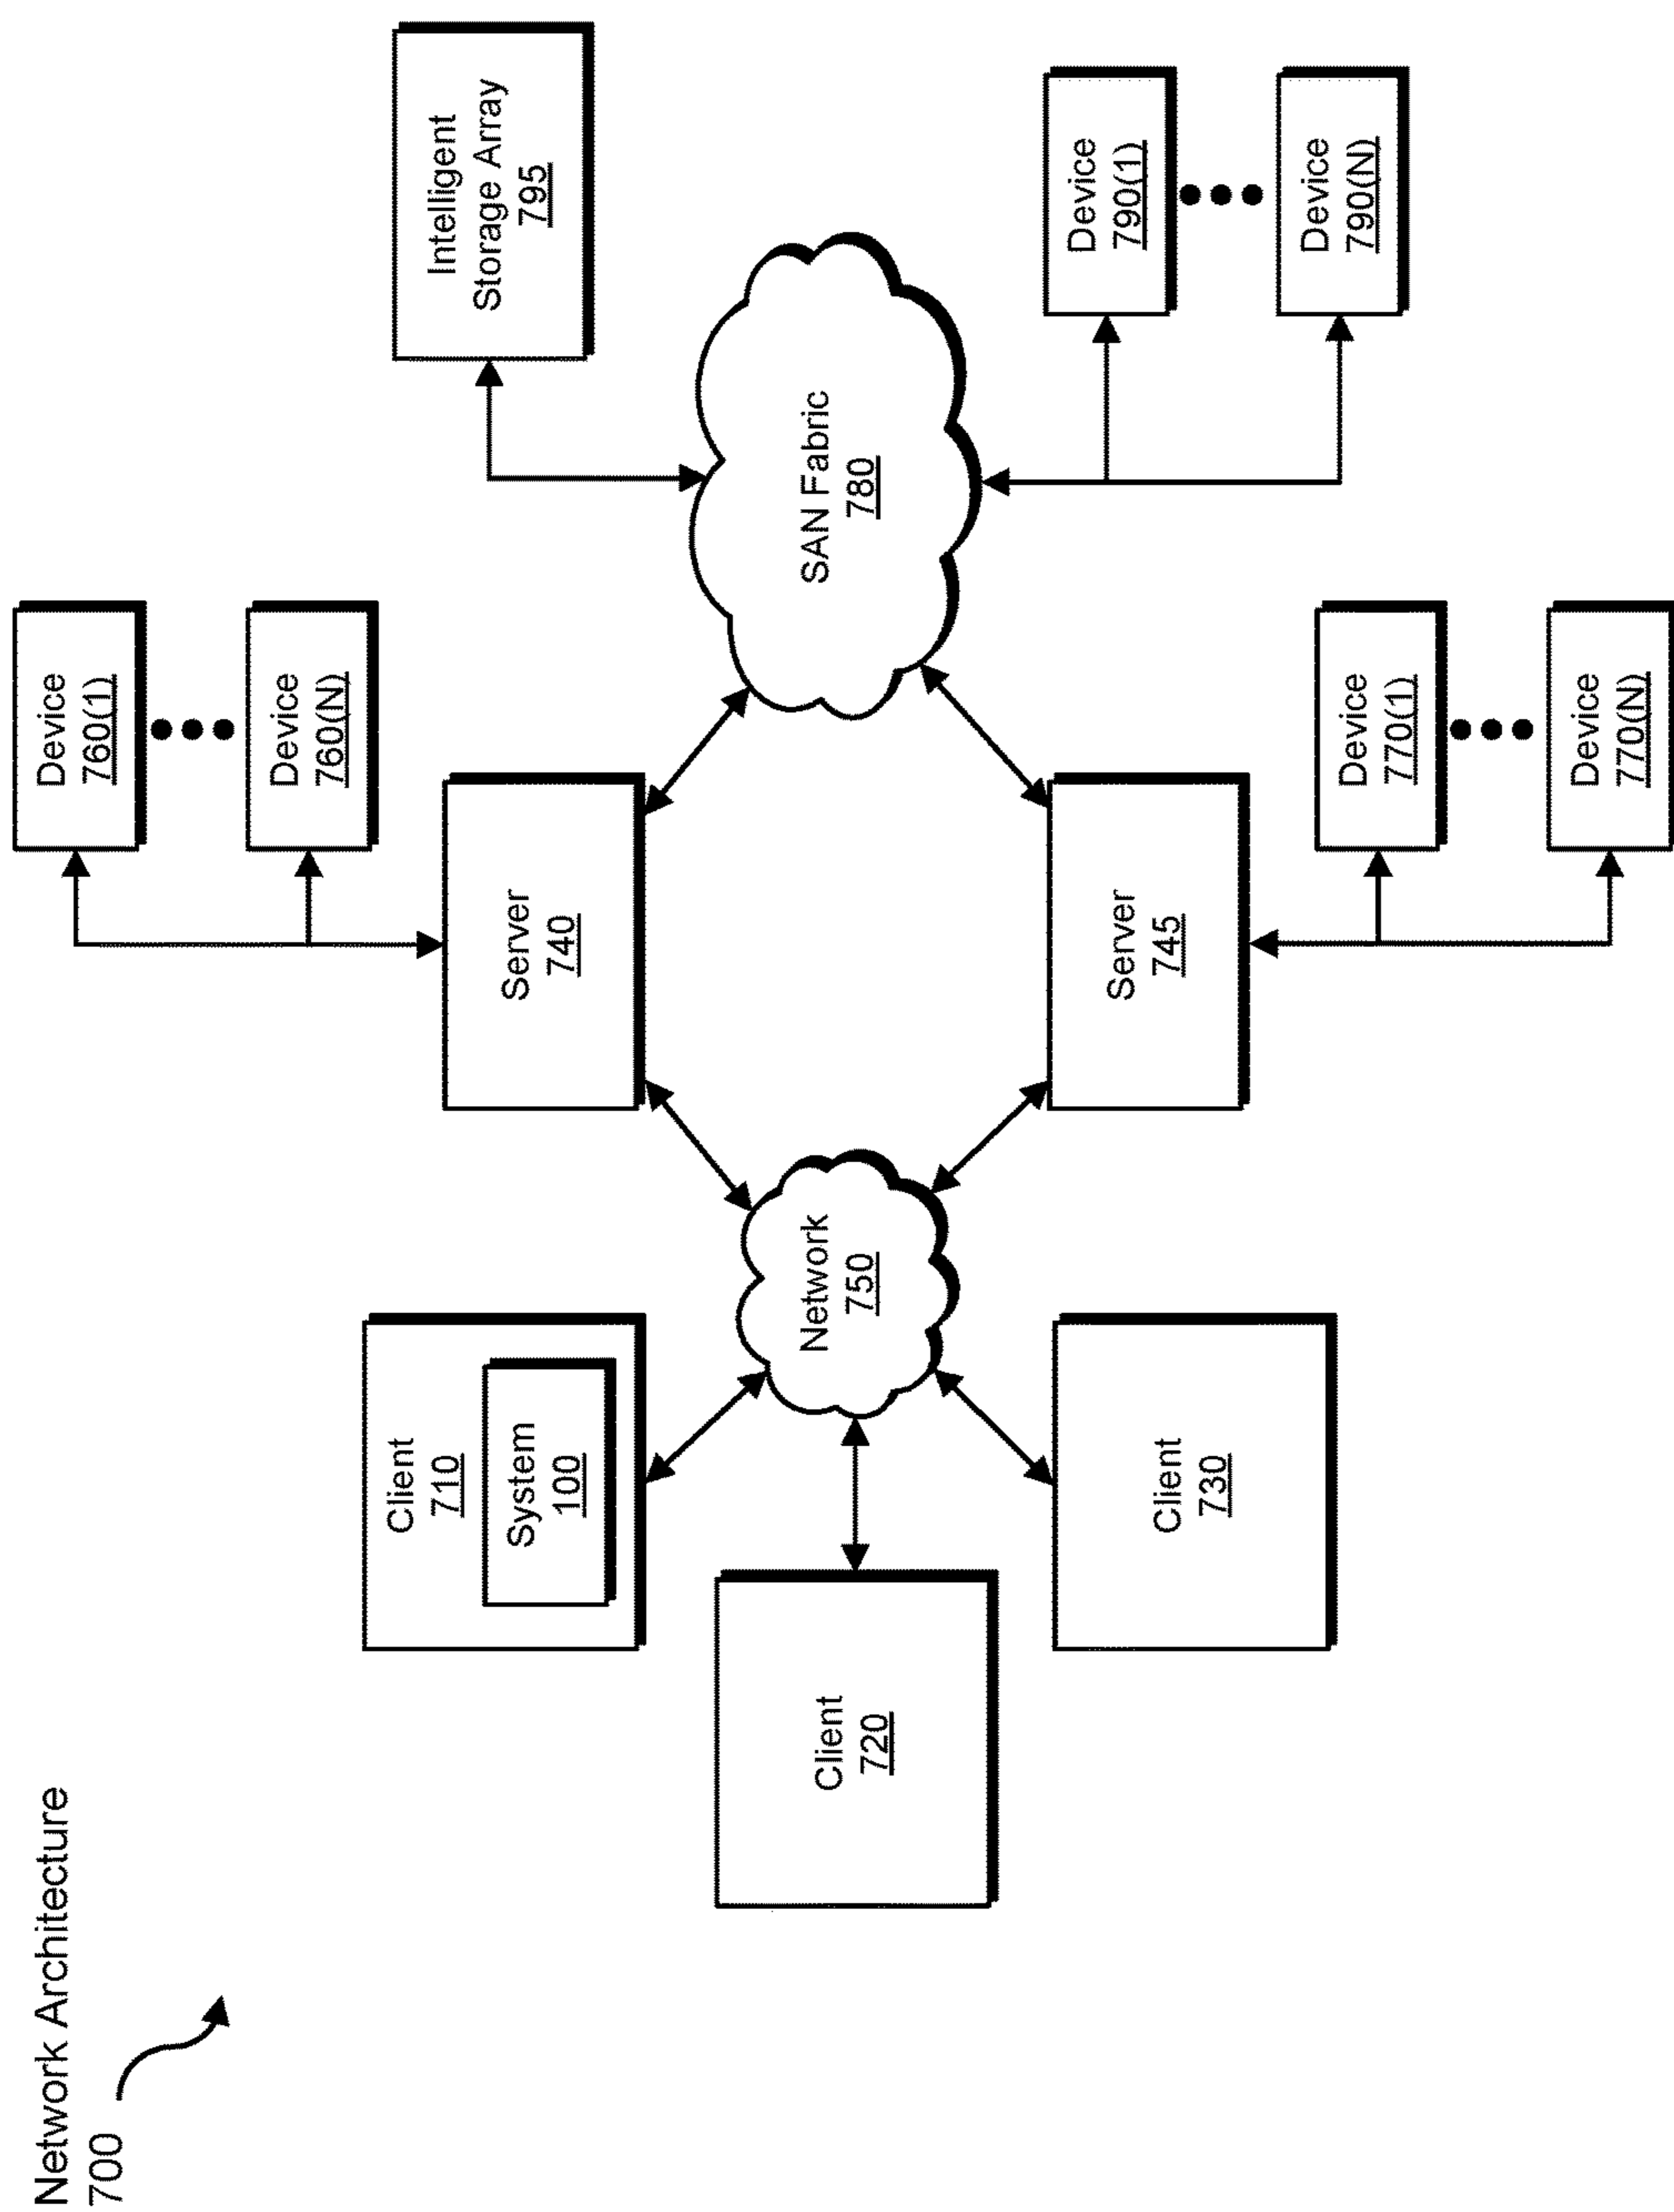 Network Architecture
700
Device
760(1)
Device
760(N)
Intelligent
Storage Array
795
Client
710
System
100
Server
740
Client
720
Network
750
SAN Fabric
780
Client
730
Server
745
Device
790(1)
Device
790(N)
Device
770(1)
Device
770(N)